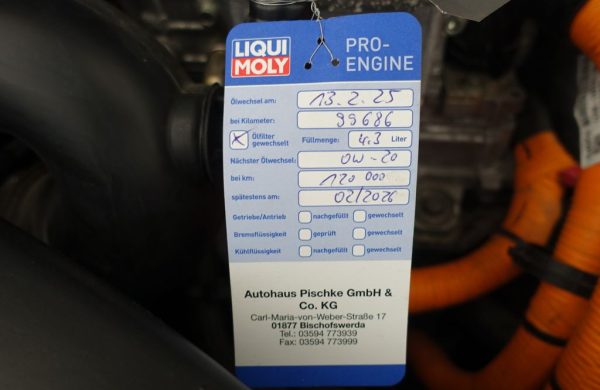 LIQUI
MOLY
PRO-
ENGINE
Ölwechsel am: 13.2.25
bei Kilometer: 99686
Ölfilter gewechselt Füllmenge: 4.3 Liter
Nächster Ölwechsel: 0W-20
bei km: 120 000
spätestens am: 02/2026
Getriebe/Antrieb nachgefüllt gewechselt
Bremsflüssigkeit geprüft gewechselt
Kühlflüssigkeit nachgefüllt gewechselt
Autohaus Pischke GmbH &
Co. KG
Carl-Maria-von-Weber-Straße 17
01877 Bischofswerda
Tel.: 03594 773939
Fax: 03594 773999